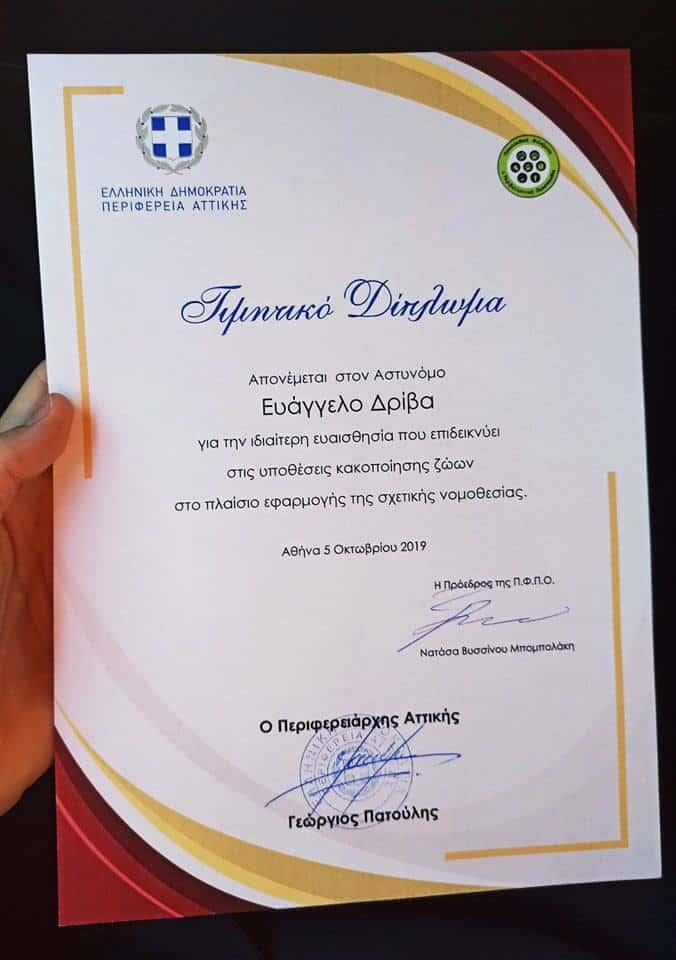 ΕΛΛΗΝΙΚΗ ΔΗΜΟΚΡΑΤΙΑ
ΠΕΡΙΦΕΡΕΙΑ ΑΤΤΙΚΗΣ
Τιμητικό Δίπλωμα
Απονέμεται στον Αστυνόμο
Ευάγγελο Δρίβα
για την ιδιαίτερη ευαισθησία που επιδεικνύει
στις υποθέσεις κακοποίησης ζώων
στο πλαίσιο εφαρμογής της σχετικής νομοθεσίας.
Αθήνα 5 Οκτωβρίου 2019
Η Πρόεδρος της Π.Φ.Π.Ο.
Νατάσα Βυσσίνου Μπομπολάκη
Ο Περιφερειάρχης Αττικής
Γεώργιος Πατούλης